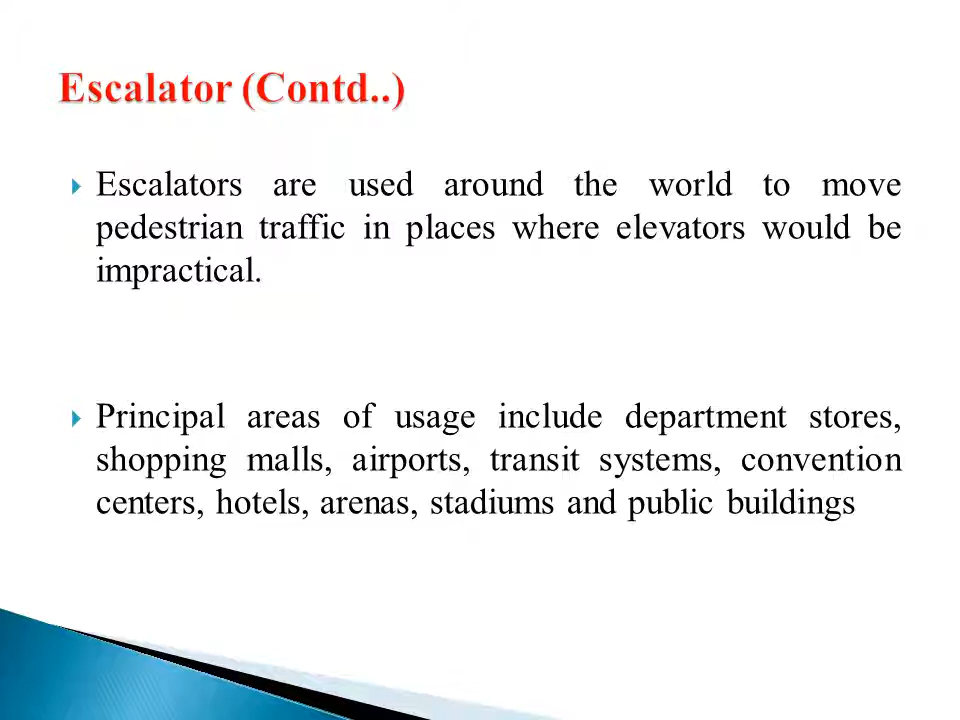 Escalator (Contd..)
Escalators are used around the world to move
pedestrian traffic in places where elevators would be
impractical.
Principal areas of usage include department stores,
shopping malls, airports, transit systems, convention
centers, hotels, arenas, stadiums and public buildings